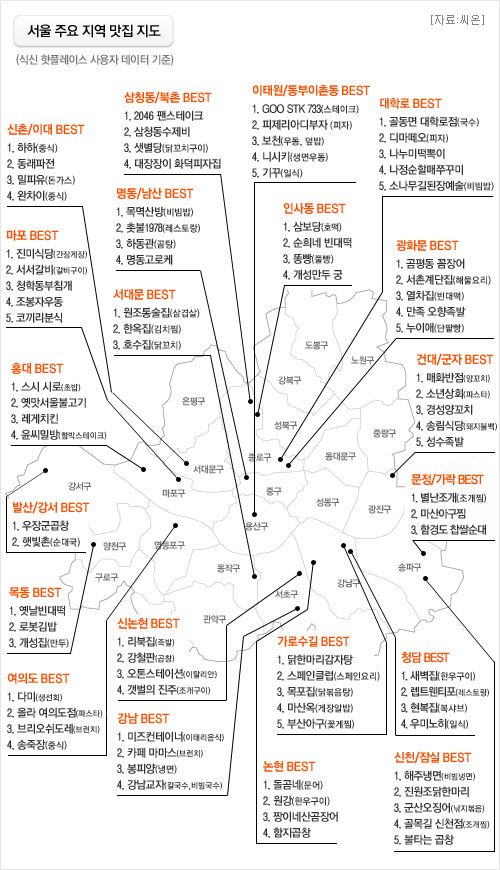 서울 주요 지역 맛집 지도
[자료:씨온]
(식신 핫플레이스 사용자 데이터 기준)
신촌/이대 BEST
1. 하하(중식)
2. 동래파전
3. 밀피유(돈가스)
4. 완차이(중식)
삼청동/북촌 BEST
1. 2046 팬스테이크
2. 삼청동수제비
3. 샛별당(닭꼬치구이)
4. 대장장이 화덕피자집
이태원/동부이촌동 BEST
1. GOO STK 733(스테이크)
2. 피제리아디부자 (피자)
3. 보천(우동, 덮밥)
4. 니시키(생면우동)
5. 기꾸(일식)
대학로 BEST
1. 골동면 대학로점(국수)
2. 디마떼오(피자)
3. 나누미떡볶이
4. 나정순할매쭈꾸미
5. 소나무길된장예술(비빔밥)
마포 BEST
1. 진미식당(간장게장)
2. 서서갈비(갈비구이)
3. 청학동부침개
4. 조봉자우동
5. 코끼리분식
명동/남산 BEST
1. 목멱산방(비빔밥)
2. 촛불1978(레스토랑)
3. 하동관(곰탕)
4. 명동고로케
인사동 BEST
1. 삼보당(호떡)
2. 순희네 빈대떡
3. 똥빵(풀빵)
4. 개성만두 궁
광화문 BEST
1. 곰평동 꼼장어
2. 서촌계단집(해물요리)
3. 열차집(빈대떡)
4. 만족 오향족발
5. 누이애(단팥빵)
서대문 BEST
1. 원조통술집(삼겹살)
2. 한옥집(김치찜)
3. 호수집(닭꼬치)
홍대 BEST
1. 스시 시로(초밥)
2. 옛맛서울불고기
3. 레게치킨
4. 윤씨밀방(함박스테이크)
건대/군자 BEST
1. 매화반점(양꼬치)
2. 소년상회(파스타)
3. 경성양꼬치
4. 송림식당(돼지불백)
5. 성수족발
발산/강서 BEST
1. 우장군곱창
2. 햇빛촌(순대국)
문정/가락 BEST
1. 별난조개(조개찜)
2. 마산아구찜
3. 함경도 찹쌀순대
도봉구
노원구
강북구
은평구
성북구
중랑구
종로구
동대문구
서대문구
강서구
마포구
중구
성동구
광진구
용산구
양천구
영등포구
구로구
동작구
서초구
강남구
송파구
관악구
목동 BEST
1. 옛날빈대떡
2. 로봇김밥
3. 개성집(만두)
여의도 BEST
1. 다미(생선회)
2. 올라 여의도점(파스타)
3. 브리오쉬도레(브런치)
4. 송죽장(중식)
신논현 BEST
1. 리북집(족발)
2. 강철판(곱창)
3. 오톤스테이션(이탈리안)
4. 갯벌의 진주(조개구이)
강남 BEST
1. 미즈컨테이너(이태리음식)
2. 카페 마마스(브런치)
3. 봉피양(냉면)
4. 강남교자(칼국수,비빔국수)
가로수길 BEST
1. 닭한마리감자탕
2. 스페인클럽(스페인요리)
3. 목포집(닭볶음탕)
4. 마산옥(게장알밥)
5. 부산아구(꽃게찜)
논현 BEST
1. 돌곰네(문어)
2. 원강(한우구이)
3. 짱이네산곰장어
4. 함지곱창
청담 BEST
1. 새벽집(한우구이)
2. 렙트웬티포(레스토랑)
3. 현복집(복사브)
4. 우미노히(일식)
신천/잠실 BEST
1. 해주냉면(비빔냉면)
2. 진원조닭한마리
3. 군산오징어(낚지볶음)
4. 골목길 신천점(조개찜)
5. 불타는 곱창